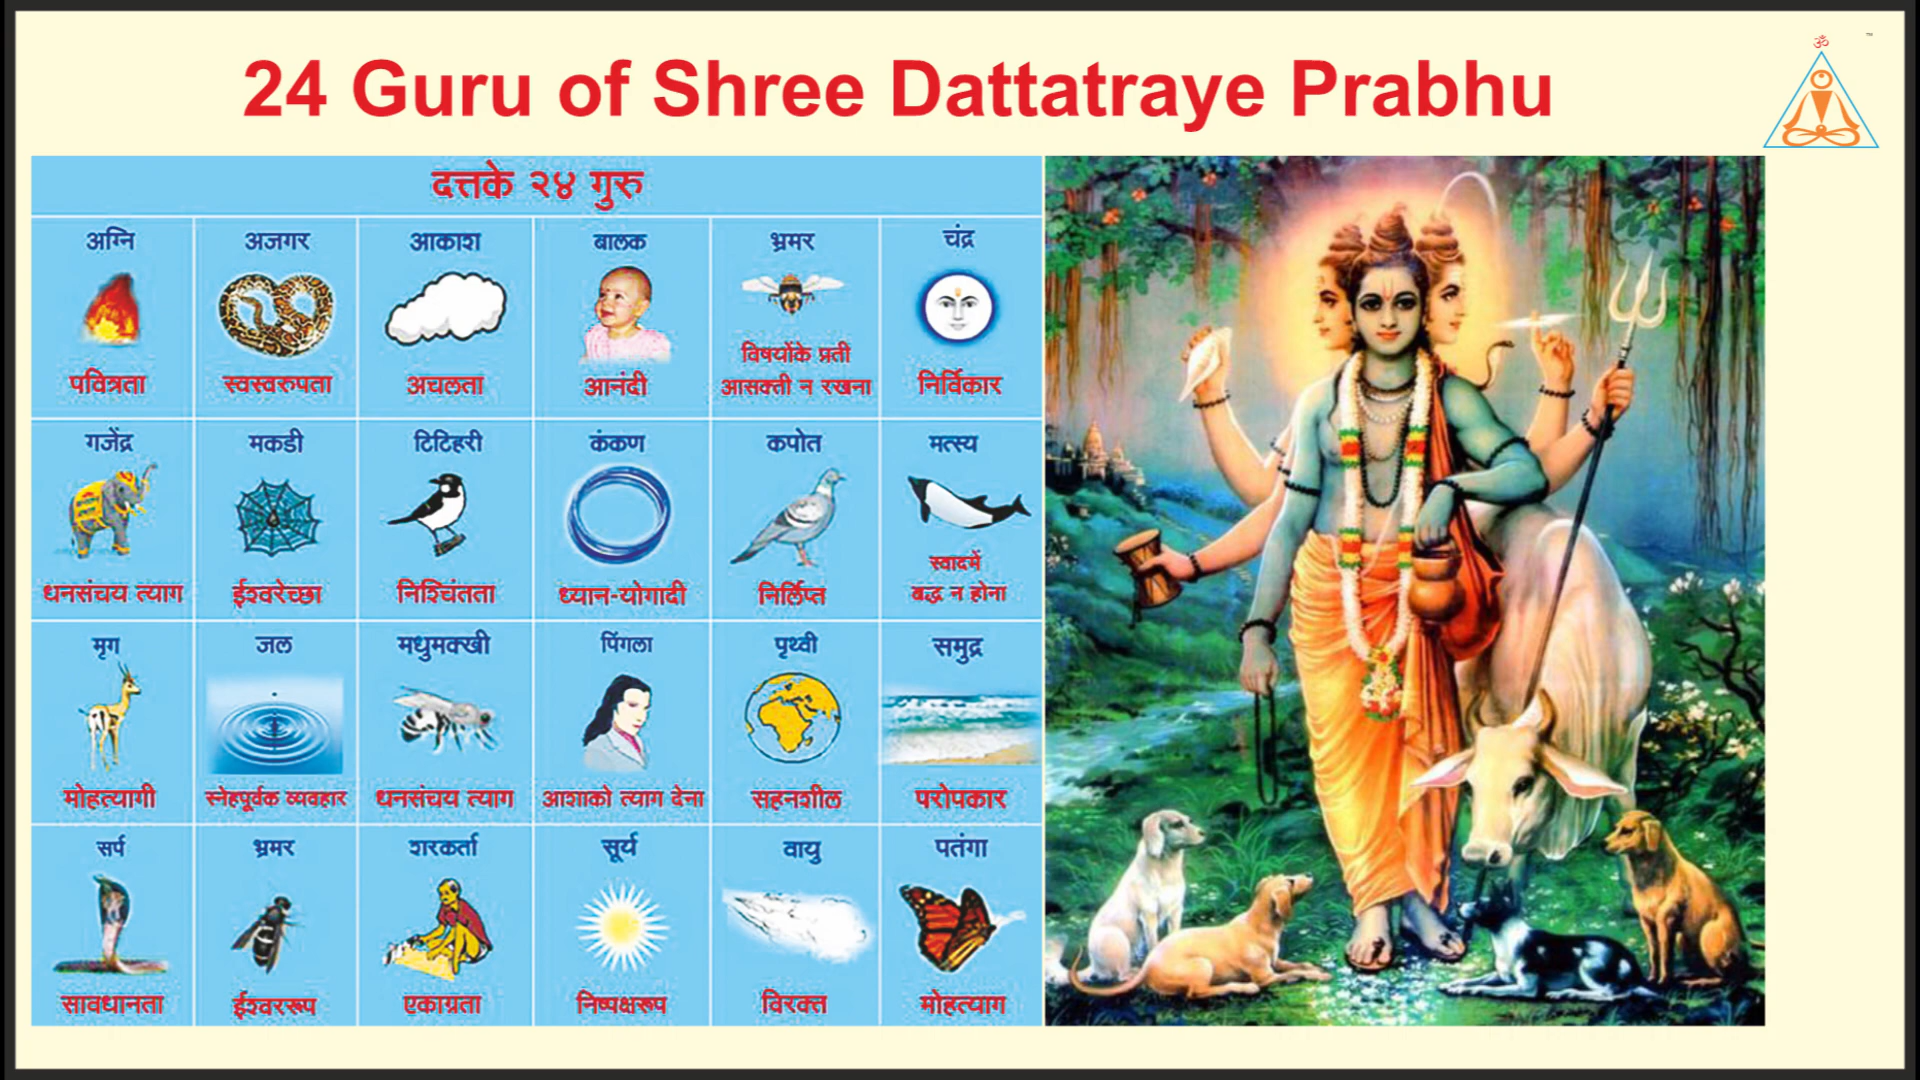 ॐ
™
24 Guru of Shree Dattatraye Prabhu
दत्तके २४ गुरु
अग्नि
पवित्रता
अजगर
स्वस्वरुपता
आकाश
अचलता
बालक
आनंदी
भ्रमर
विषयोंके प्रती
आसक्ती न रखना
चंद्र
निर्विकार
गजेंद्र
धनसंचय त्याग
मकडी
ईश्वरेच्छा
टिटिहरी
निश्चिंतता
कंकण
ध्यान-योगादी
कपोत
निर्लिप्त
मत्स्य
स्वादमें
बद्ध न होना
मृग
मोहत्यागी
जल
स्नेहपूर्वक व्यवहार
मधुमक्खी
धनसंचय त्याग
पिंगला
आशाको त्याग देना
पृथ्वी
सहनशील
समुद्र
परोपकार
सर्प
सावधानता
भ्रमर
ईश्वररूप
शरकर्ता
एकाग्रता
सूर्य
निष्पक्षरूप
वायु
विरक्त
पतंगा
मोहत्याग